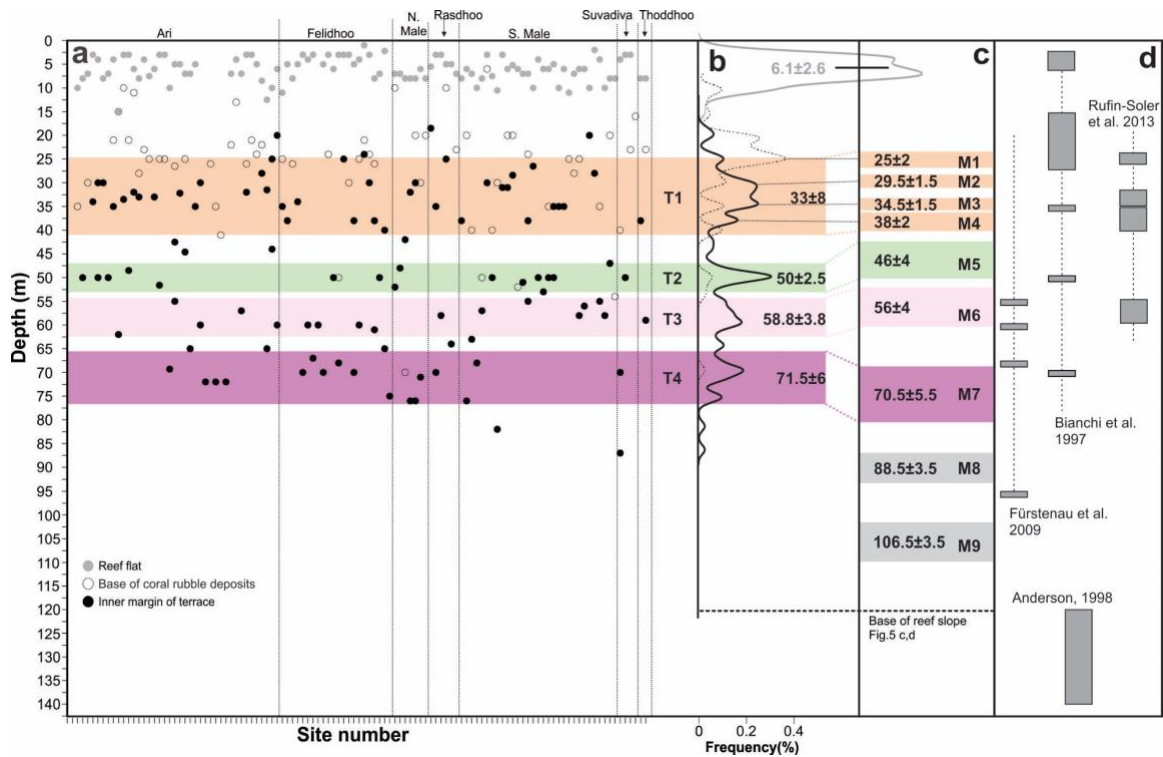 N.
Male
Rasdhoo
Suvadiva
Thoddhoo
Ari
Felidhoo
S. Male
a
b
c
d
Depth (m)
0
5
10
15
20
25
30
35
40
45
50
55
60
65
70
75
80
85
90
95
100
105
110
115
120
125
130
135
140
T1
T2
T3
T4
Reef flat
Base of coral rubble deposits
Inner margin of terrace
Site number
6.1±2.6
33±8
50±2.5
58.8±3.8
71.5±6
0
0.2
0.4
Frequency(%)
25±2 M1
29.5±1.5 M2
34.5±1.5 M3
38±2 M4
46±4 M5
56±4 M6
70.5±5.5 M7
88.5±3.5 M8
106.5±3.5 M9
Base of reef slope
Fig.5 c,d
Rufin-Soler
et al. 2013
Bianchi et al.
1997
Fürstenau et al.
2009
Anderson, 1998